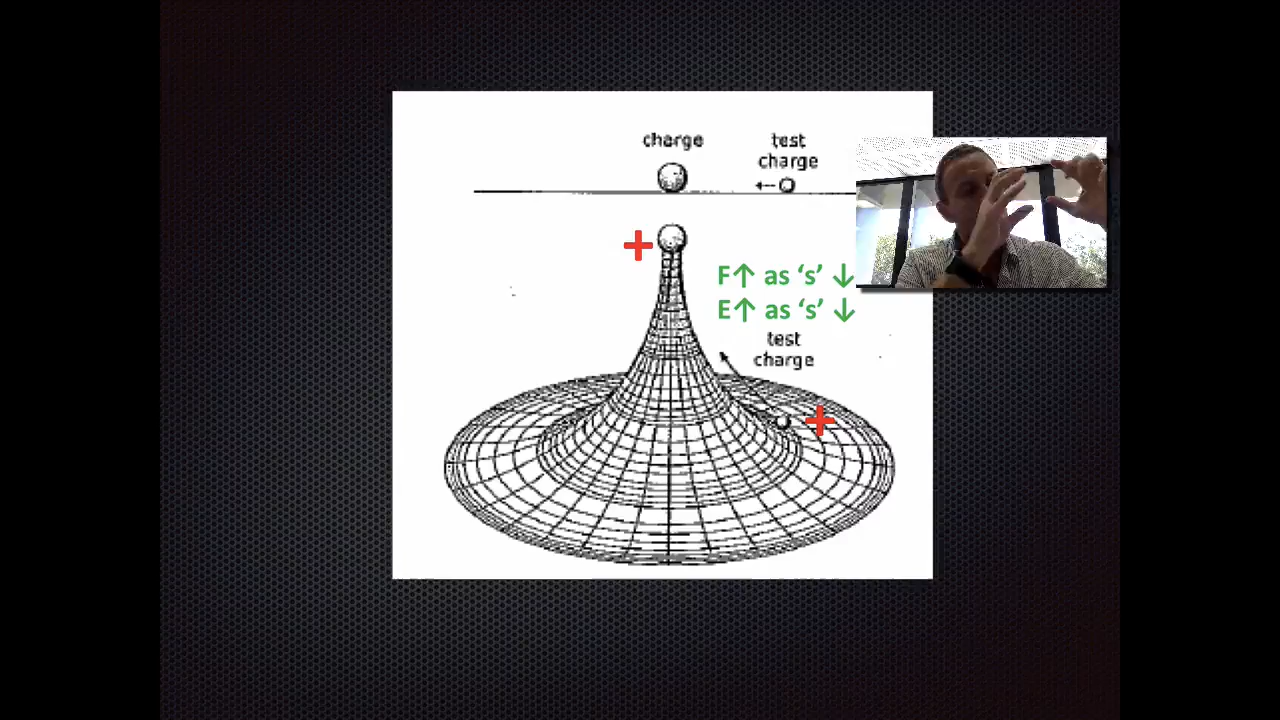 charge
test
charge
+
F↑ as ‘s’ ↓
E↑ as ‘s’ ↓
test
charge
+